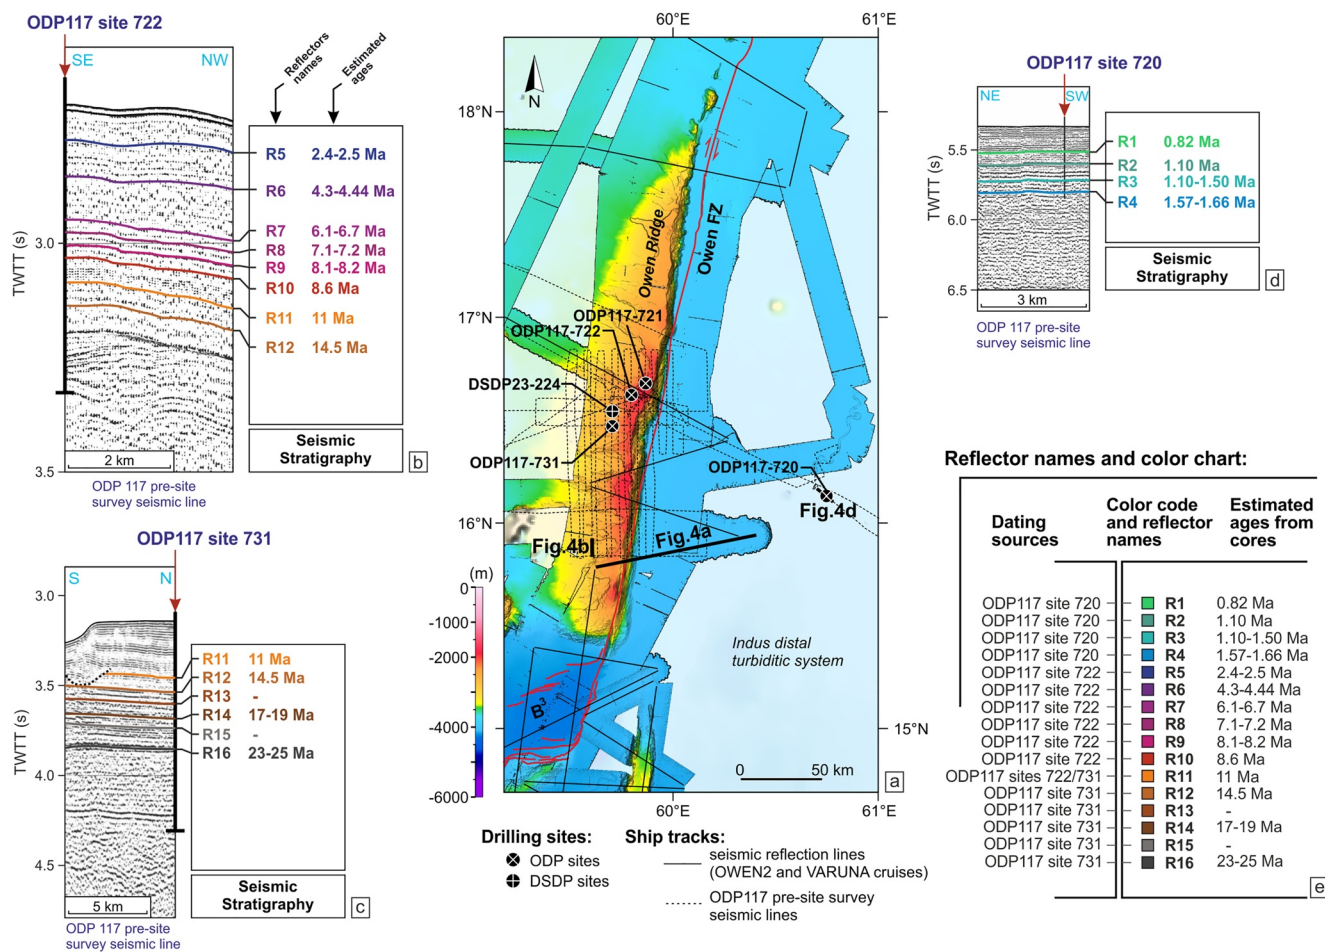 ODP117 site 722
SE
NW
Reflectors
names
Estimated
ages
R5 2.4-2.5 Ma
R6 4.3-4.44 Ma
R7 6.1-6.7 Ma
R8 7.1-7.2 Ma
R9 8.1-8.2 Ma
R10 8.6 Ma
R11 11 Ma
R12 14.5 Ma
TWTT (s)
3.0
3.5
2 km
Seismic
Stratigraphy
b
ODP 117 pre-site
survey seismic line
ODP117 site 731
S
N
3.0
3.5
4.0
4.5
TWTT (s)
R11 11 Ma
R12 14.5 Ma
R13 -
R14 17-19 Ma
R15 -
R16 23-25 Ma
5 km
Seismic
Stratigraphy
c
ODP 117 pre-site
survey seismic line
60°E
61°E
N
18°N
17°N
16°N
15°N
Owen Ridge
Owen FZ
ODP117-721
ODP117-722
DSDP23-224
ODP117-731
ODP117-720
Fig.4d
Fig.4a
Fig.4b
(m)
0
-1000
-2000
-3000
-4000
-5000
-6000
Indus distal
turbiditic system
B³
0 50 km
a
60°E
61°E
Drilling sites:
ODP sites
DSDP sites
Ship tracks:
seismic reflection lines
(OWEN2 and VARUNA cruises)
ODP117 pre-site survey
seismic lines
ODP117 site 720
NE
SW
5.5
6.0
6.5
TWTT (s)
R1 0.82 Ma
R2 1.10 Ma
R3 1.10-1.50 Ma
R4 1.57-1.66 Ma
3 km
Seismic
Stratigraphy
d
ODP 117 pre-site
survey seismic line
Reflector names and color chart:
Dating
sources
Color code
and reflector
names
Estimated
ages from
cores
ODP117 site 720 R1 0.82 Ma
ODP117 site 720 R2 1.10 Ma
ODP117 site 720 R3 1.10-1.50 Ma
ODP117 site 720 R4 1.57-1.66 Ma
ODP117 site 722 R5 2.4-2.5 Ma
ODP117 site 722 R6 4.3-4.44 Ma
ODP117 site 722 R7 6.1-6.7 Ma
ODP117 site 722 R8 7.1-7.2 Ma
ODP117 site 722 R9 8.1-8.2 Ma
ODP117 site 722 R10 8.6 Ma
ODP117 sites 722/731 R11 11 Ma
ODP117 site 731 R12 14.5 Ma
ODP117 site 731 R13 -
ODP117 site 731 R14 17-19 Ma
ODP117 site 731 R15 -
ODP117 site 731 R16 23-25 Ma
e